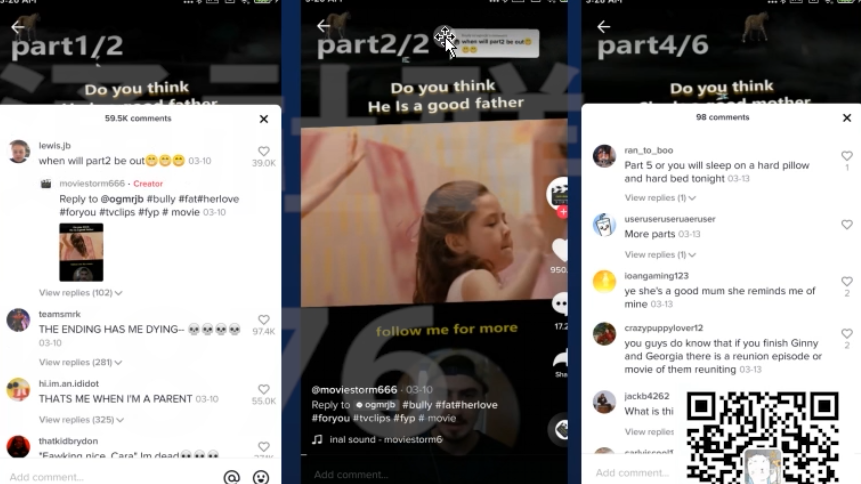 part1/2
Do you think
59.5K comments
lewis.jb
when will part2 be out😁😁😁 03-10
39.0K
moviestorm666 · Creator
Reply to @ogmrjb #bully #fat#herlove
#foryou #tvclips #fyp # movie 03-10
View replies (102)
teamsmrk
THE ENDING HAS ME DYING-- 💀💀💀💀
97.4K
03-10
View replies (281)
hi.im.an.ididot
THATS ME WHEN I'M A PARENT 03-10
55.0K
View replies (325)
thatkidbrydon
"Fawking nice, Cara" Im dead💀💀💀
Add comment...
part2/2
when will part2 be out😁
😁😁
Do you think
He Is a good father
950.
17.2
follow me for more
Sha
@moviestorm666 · 03-10
Reply to ogmrjb #bully #fat#herlove
#foryou #tvclips #fyp # movie
inal sound - moviestorm6
Add comment...
part4/6
Do you think
98 comments
ran_to_boo
Part 5 or you will sleep on a hard pillow
and hard bed tonight 03-13
1
View replies (1)
useruseruseruaeruser
More parts 03-13
View replies (1)
ioangaming123
ye she's a good mum she reminds me of
mine 03-13
2
crazypuppylover12
you guys do know that if you finish Ginny
and Georgia there is a reunion episode or
movie of them reuniting 03-13
2
jackb4262
What is thi
View replies
Add comment...
76